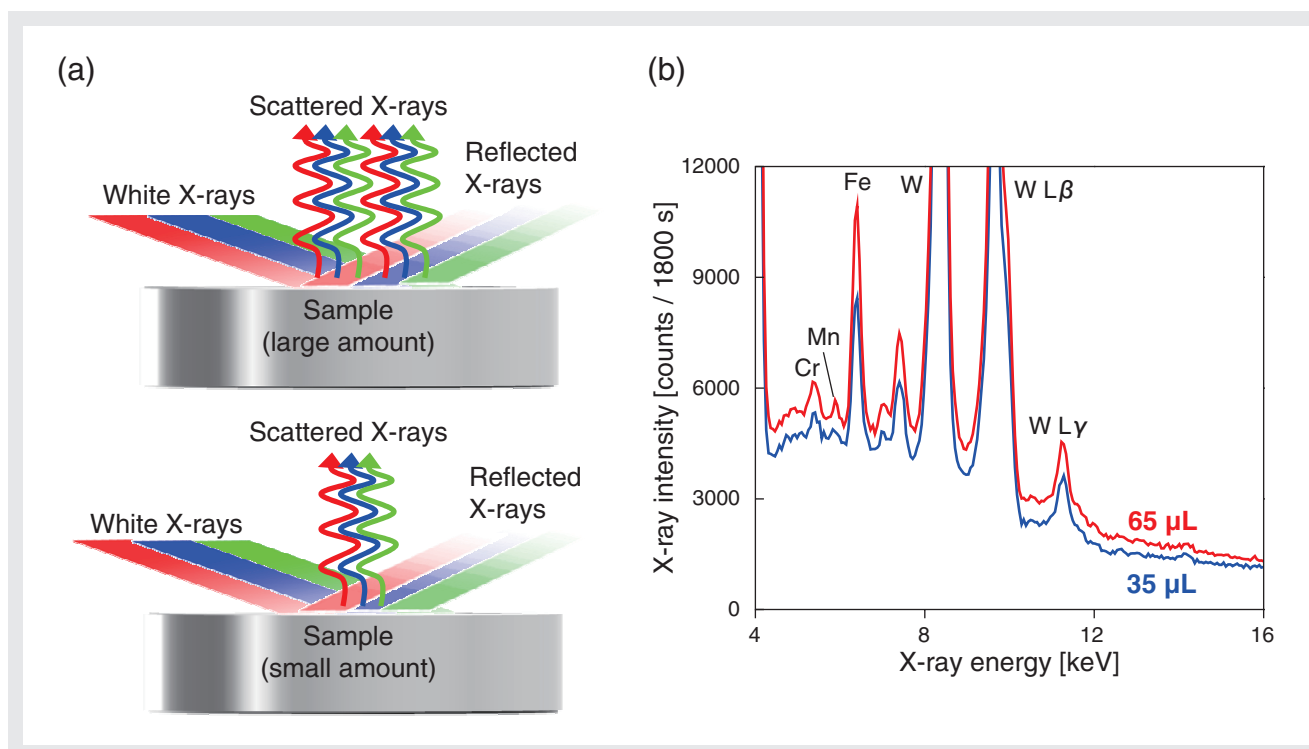 (a)
Scattered X-rays
Reflected
X-rays
White X-rays
Sample
(large amount)
Scattered X-rays
Reflected
X-rays
White X-rays
Sample
(small amount)
(b)
X-ray intensity [counts / 1800 s]
12000
9000
6000
3000
0
Fe
W
W Lβ
Mn
Cr
W Lγ
65 µL
35 µL
4
8
12
16
X-ray energy [keV]